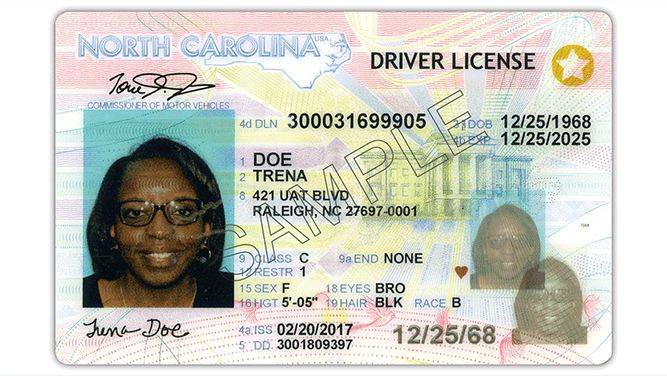 NORTH CAROLINA USA
DRIVER LICENSE
COMMISSIONER OF MOTOR VEHICLES
4d DLN 300031699905
3 DOB 12/25/1968
4b EXP 12/25/2025
1 DOE
2 TRENA
8 421 UAT BLVD
RALEIGH, NC 27697-0001
SAMPLE
9 CLASS C 9a END NONE
12 RESTR 1
15 SEX F 18 EYES BRO
16 HGT 5'-05" 19 HAIR BLK RACE B
Trena Doe
4a.ISS 02/20/2017
5 DD 3001809397
12/25/68